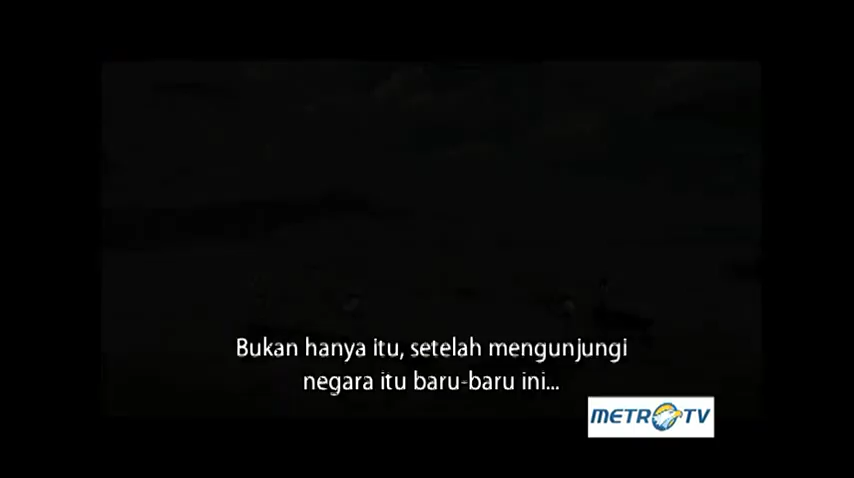 Bukan hanya itu, setelah mengunjungi
negara itu baru-baru ini...
METRO TV